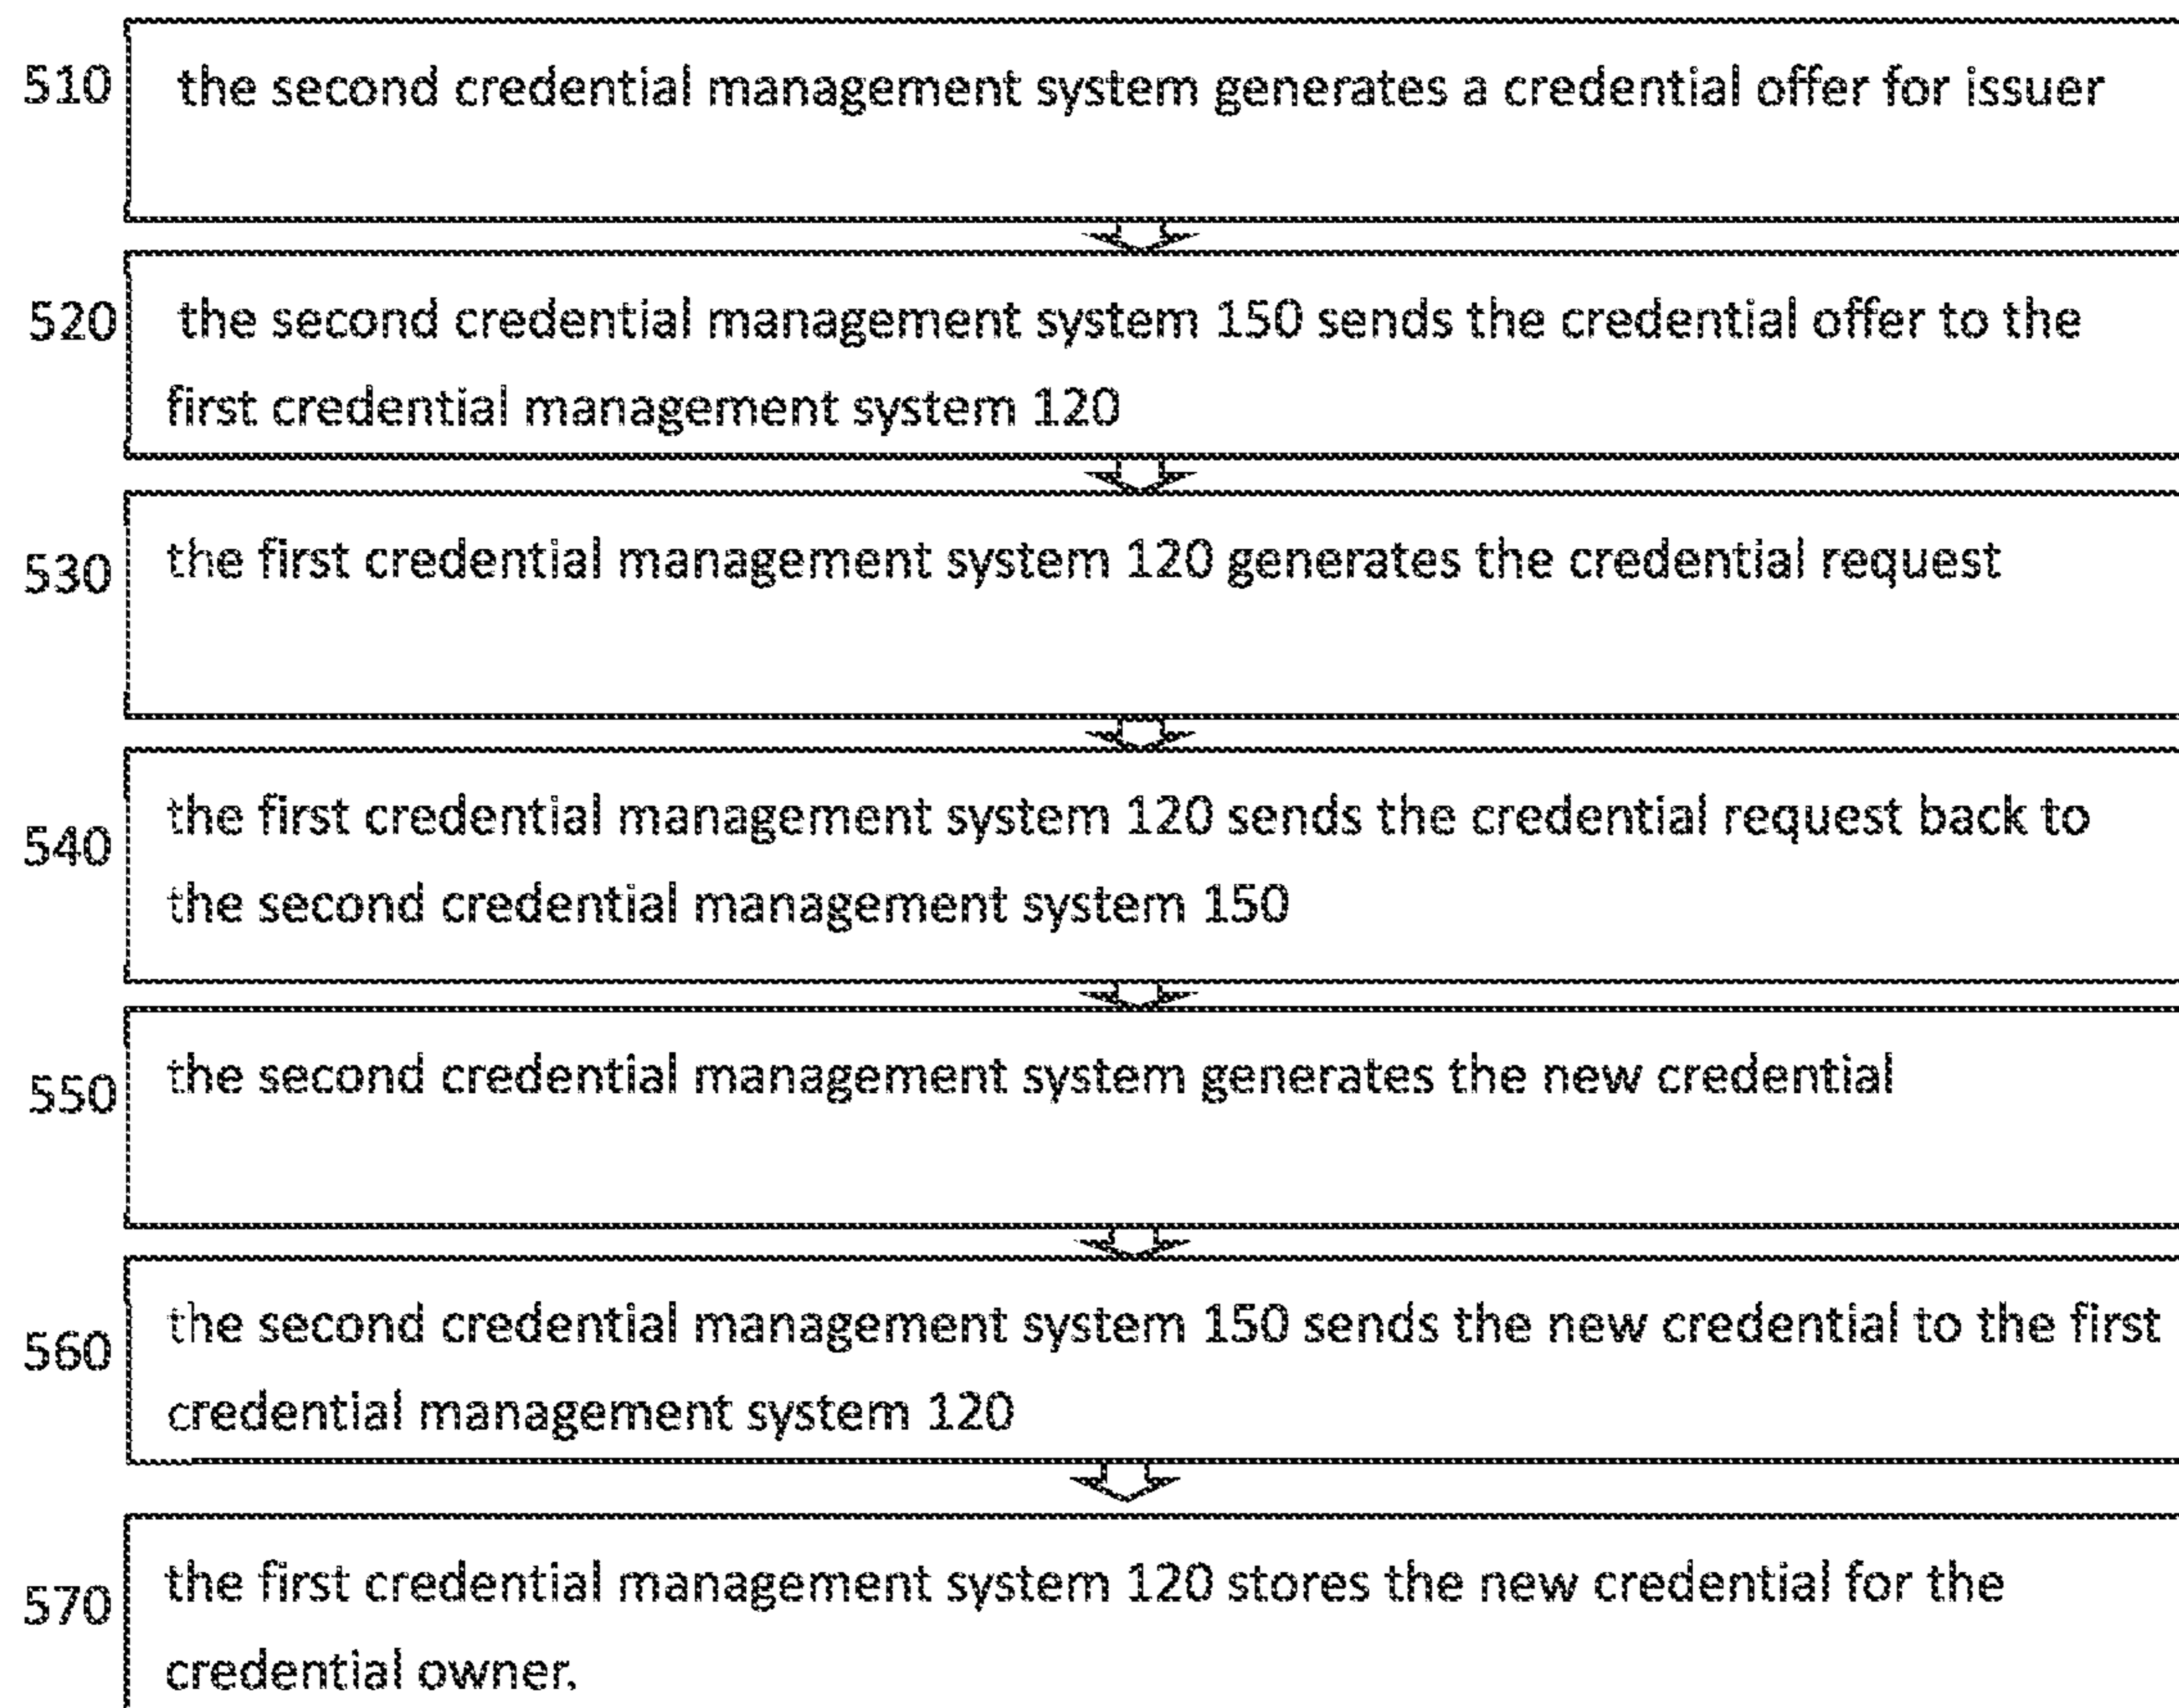 510 the second credential management system generates a credential offer for issuer
520 the second credential management system 150 sends the credential offer to the
first credential management system 120
530 the first credential management system 120 generates the credential request
540 the first credential management system 120 sends the credential request back to
the second credential management system 150
550 the second credential management system generates the new credential
560 the second credential management system 150 sends the new credential to the first
credential management system 120
570 the first credential management system 120 stores the new credential for the
credential owner.